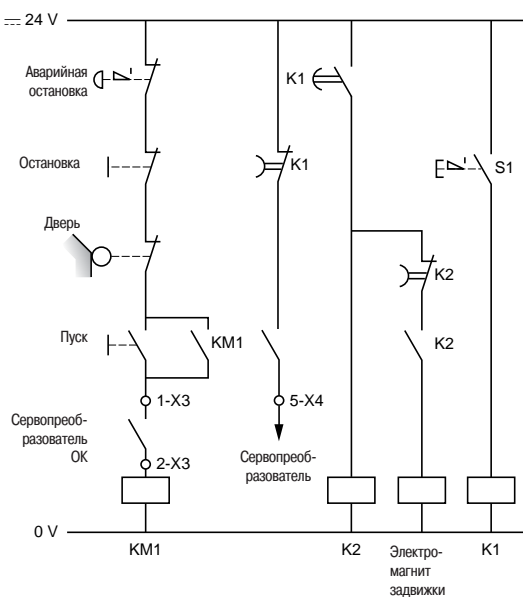 24 V
Аварийная
остановка
K1
Остановка
K1
S1
Дверь
K2
Пуск
KM1
K2
1-X3
5-X4
Сервопреоб-
разователь
ОК
2-X3
Сервопреоб-
разователь
0 V
KM1
K2
Электро-
магнит
задвижки
K1